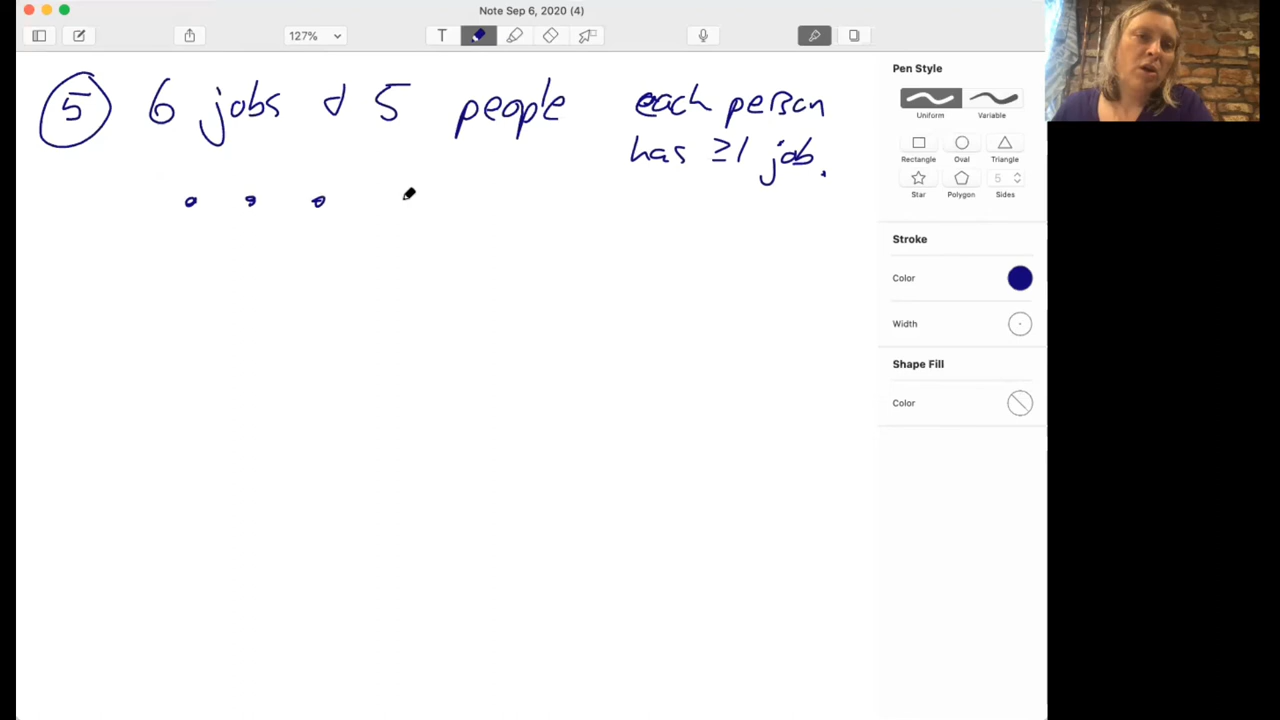 Note Sep 6, 2020 (4)
127%
T
⑤ 6 jobs & 5 people each person
has ≥1 job.
Pen Style
Uniform Variable
Rectangle Oval Triangle
Star Polygon 5 Sides
Stroke
Color
Width
Shape Fill
Color